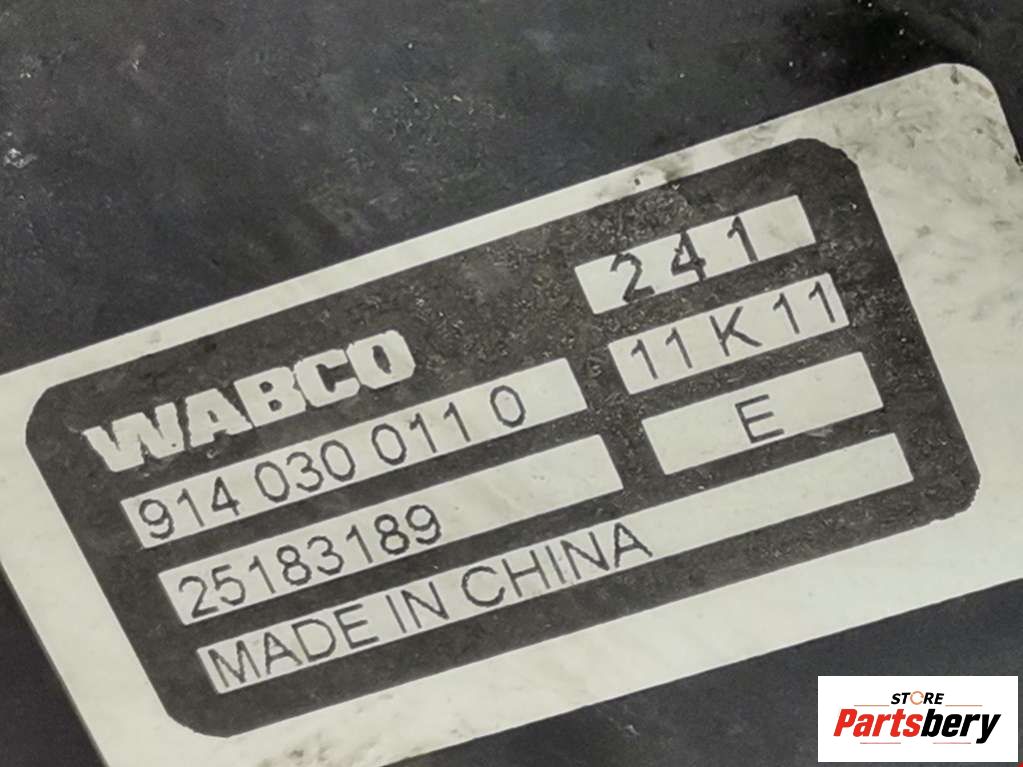 241
WABCO
11 K 11
914 030 011 0
E
25183189
MADE IN CHINA
STORE
Partsbery